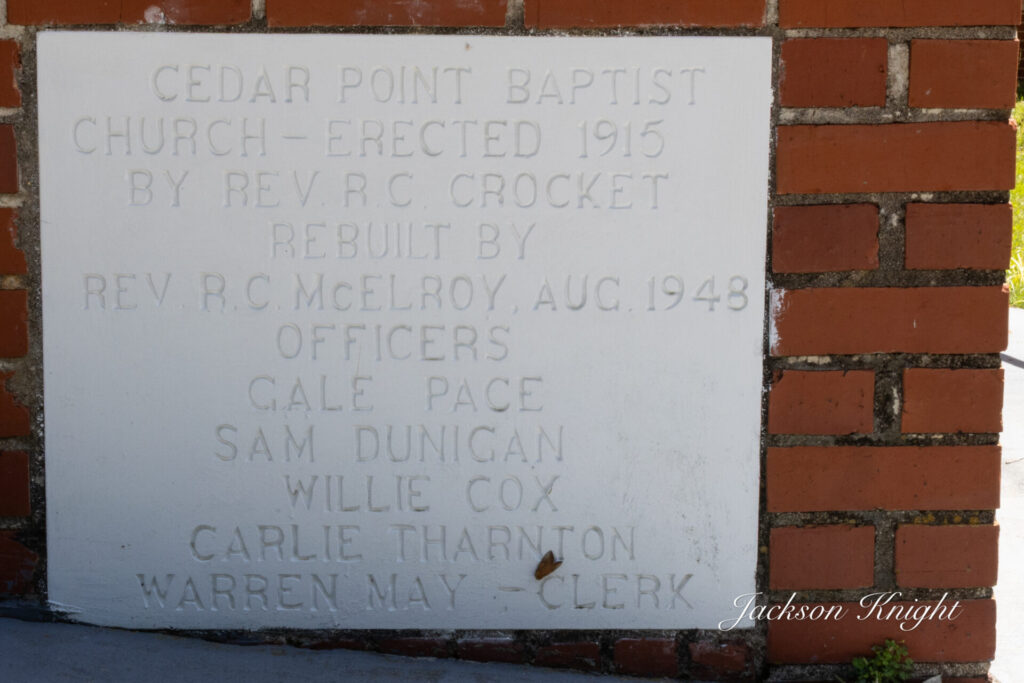 CEDAR POINT BAPTIST
CHURCH - ERECTED 1915
BY REV. R.C. CROCKET
REBUILT BY
REV. R.C. McELROY, AUG. 1948
OFFICERS
GALE PACE
SAM DUNIGAN
WILLIE COX
CARLIE THARNTON
WARREN MAY - CLERK
Jackson Knight